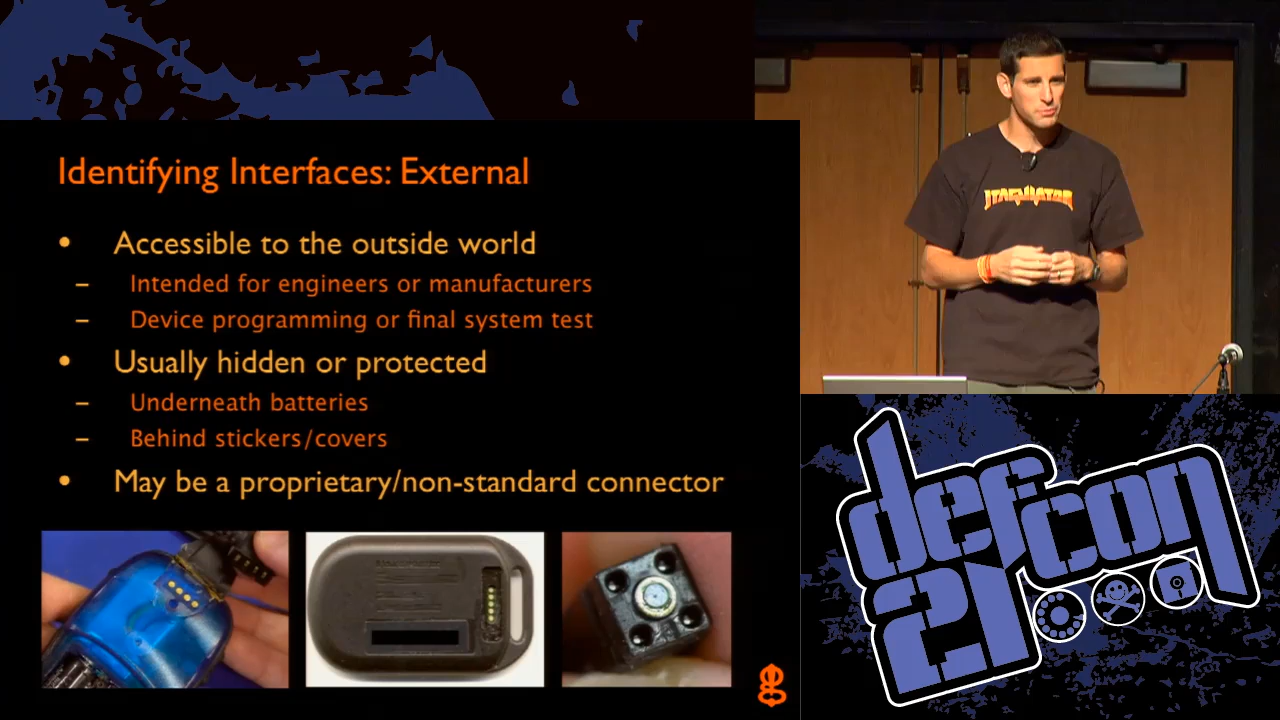 Identifying Interfaces: External
• Accessible to the outside world
– Intended for engineers or manufacturers
– Device programming or final system test
• Usually hidden or protected
– Underneath batteries
– Behind stickers/covers
• May be a proprietary/non-standard connector
JTAGULATOR
defcon
21